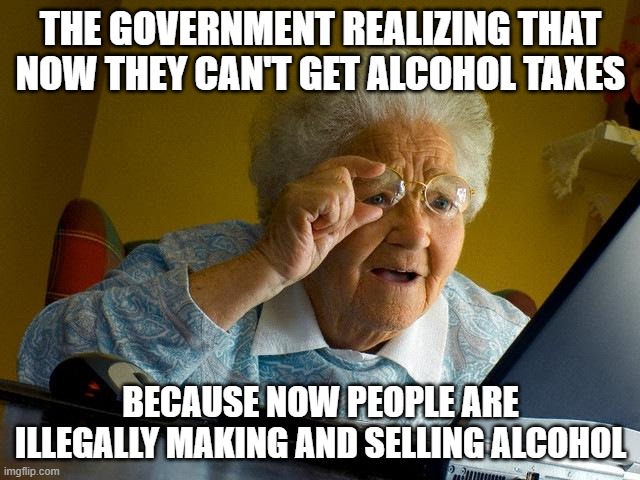 THE GOVERNMENT REALIZING THAT
NOW THEY CAN'T GET ALCOHOL TAXES
BECAUSE NOW PEOPLE ARE
ILLEGALLY MAKING AND SELLING ALCOHOL
imgflip.com